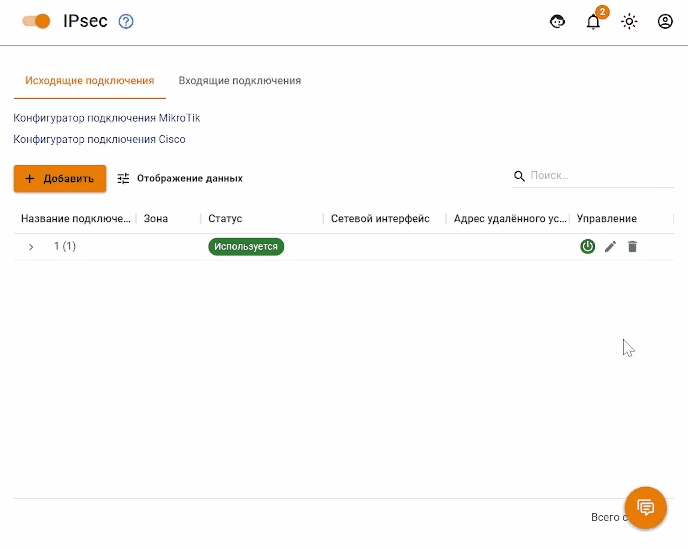 IPsec
2
Исходящие подключения Входящие подключения
Конфигуратор подключения MikroTik
Конфигуратор подключения Cisco
Добавить Отображение данных Поиск...
Название подключе... Зона Статус Сетевой интерфейс Адрес удалённого ус... Управление
1 (1) Используется
Всего